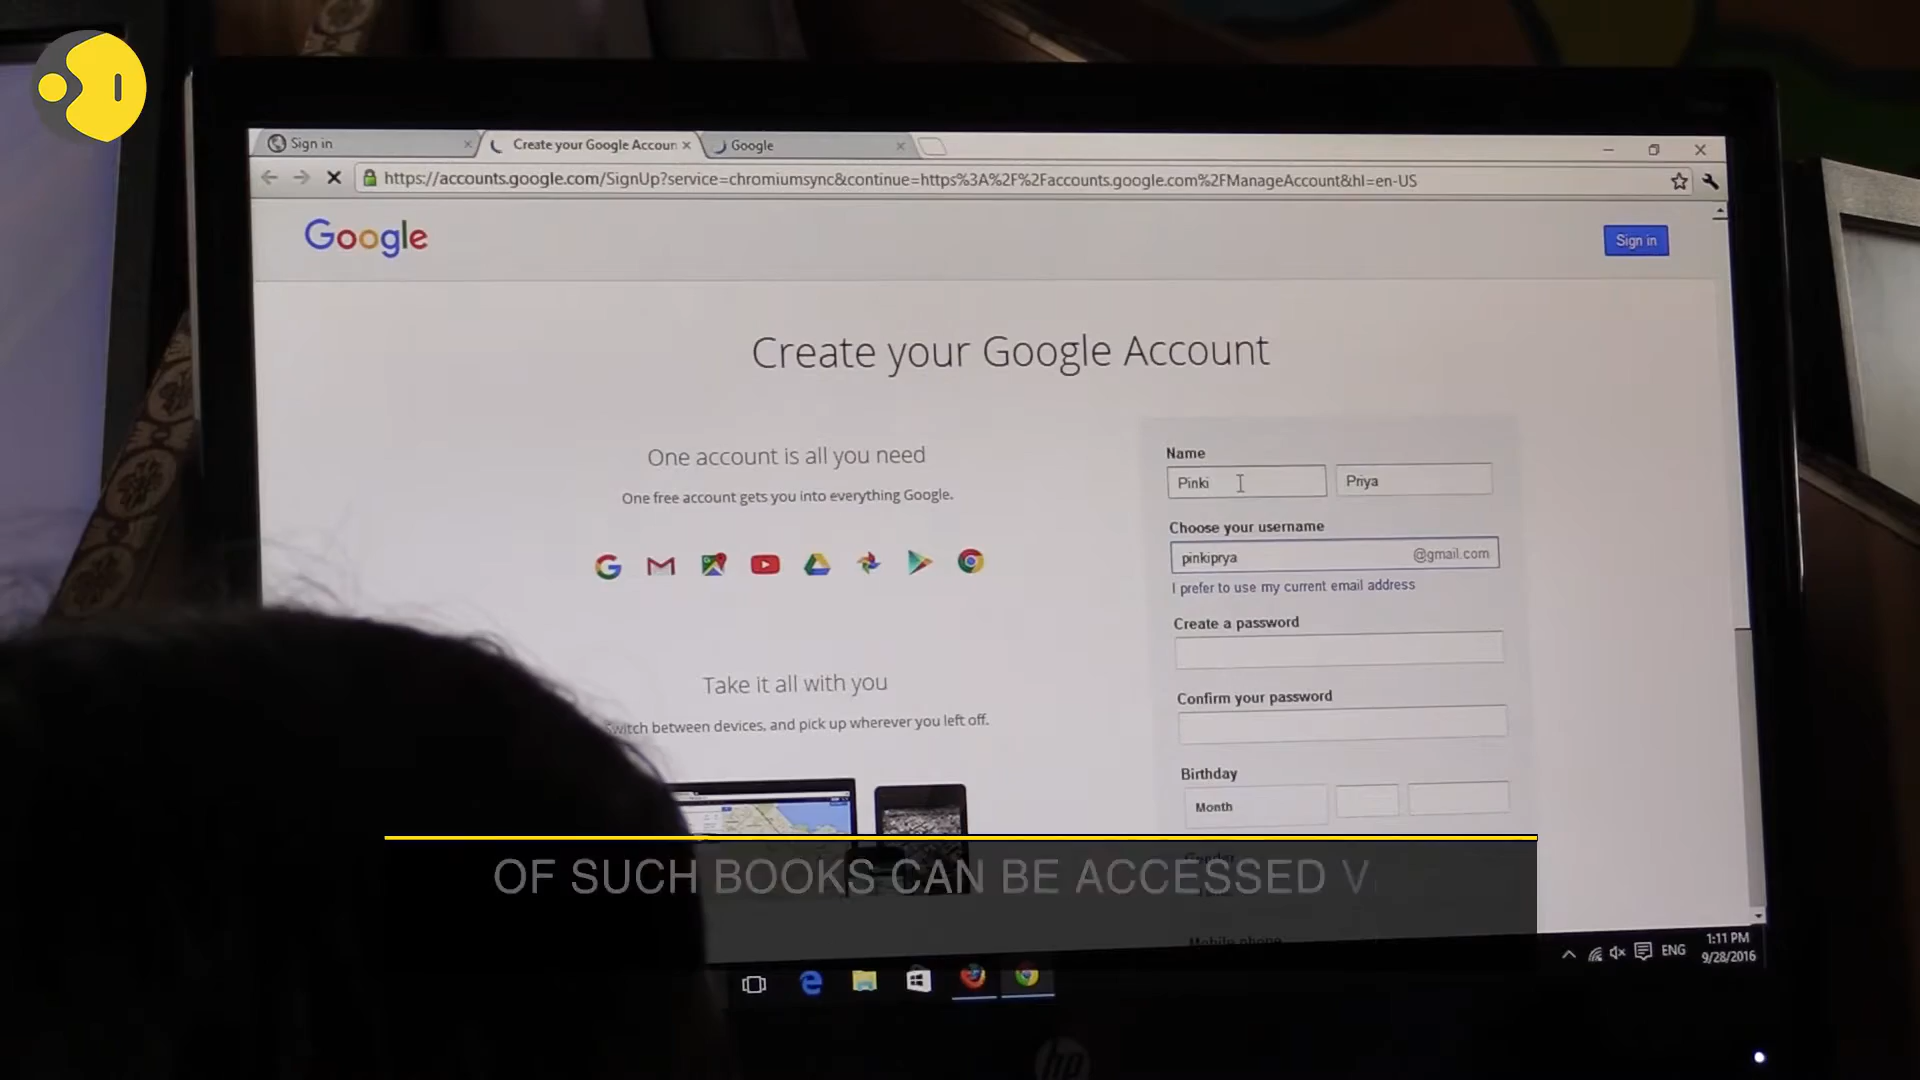 Sign in
Create your Google Accoun
Google
https://accounts.google.com/SignUp?service=chromiumsync&continue=https%3A%2F%2Faccounts.google.com%2FManageAccount&hl=en-US
Google
Sign in
Create your Google Account
One account is all you need
One free account gets you into everything Google.
Take it all with you
witch between devices, and pick up wherever you left off.
Name
Pinki
Priya
Choose your username
pinkiprya
@gmail.com
I prefer to use my current email address
Create a password
Confirm your password
Birthday
Month
Gender
Mobile phone
OF SUCH BOOKS CAN BE ACCESSED V
ENG
1:11 PM
9/28/2016
hp